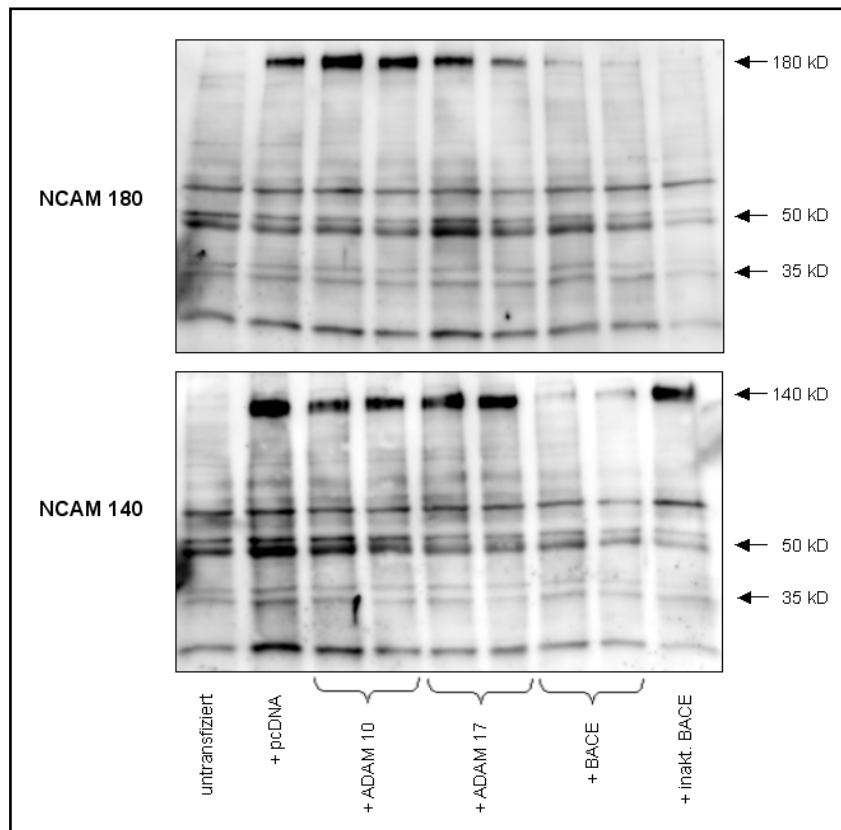 180 kD
NCAM 180
50 kD
35 kD
140 kD
NCAM 140
50 kD
35 kD
untransfiziert
+ pcDNA
+ ADAM 10
+ ADAM 17
+ BACE
+ inakt. BACE